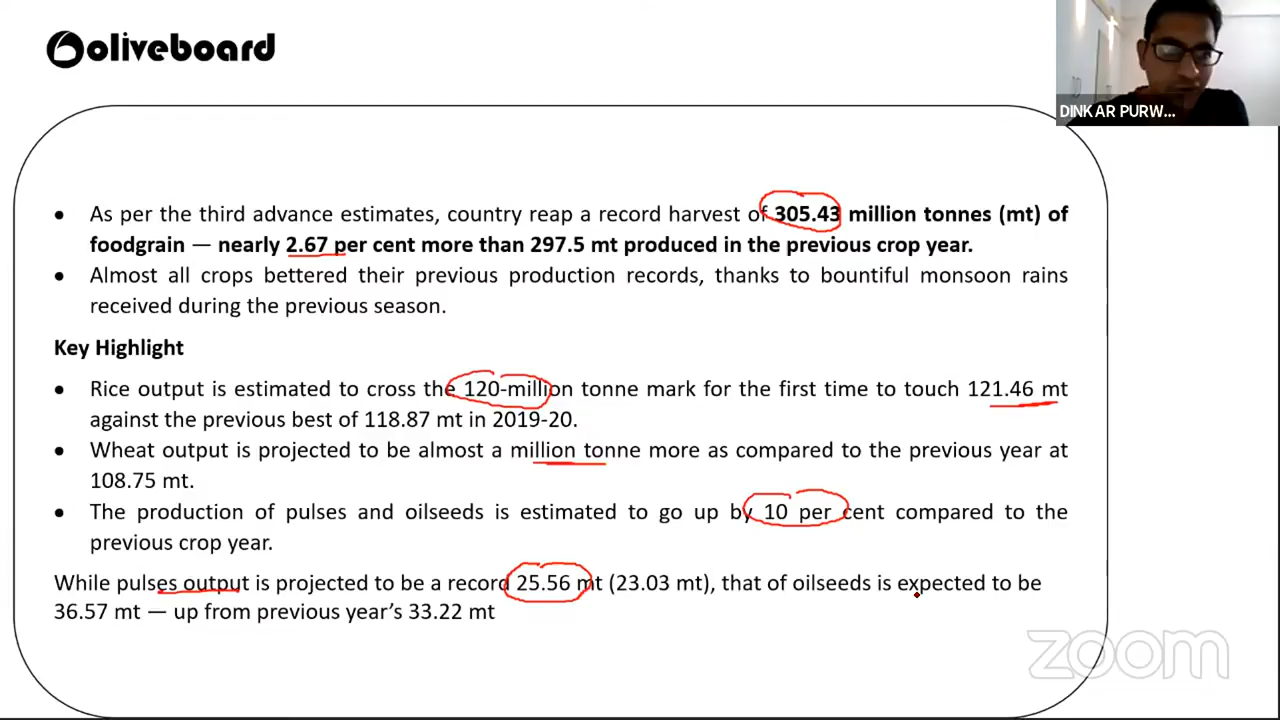 oliveboard
DINKAR PURW...
• As per the third advance estimates, country reap a record harvest of 305.43 million tonnes (mt) of
foodgrain — nearly 2.67 per cent more than 297.5 mt produced in the previous crop year.
• Almost all crops bettered their previous production records, thanks to bountiful monsoon rains
received during the previous season.
Key Highlight
• Rice output is estimated to cross the 120-million tonne mark for the first time to touch 121.46 mt
against the previous best of 118.87 mt in 2019-20.
• Wheat output is projected to be almost a million tonne more as compared to the previous year at
108.75 mt.
• The production of pulses and oilseeds is estimated to go up by 10 per cent compared to the
previous crop year.
While pulses output is projected to be a record 25.56 mt (23.03 mt), that of oilseeds is expected to be
36.57 mt — up from previous year’s 33.22 mt
zoom